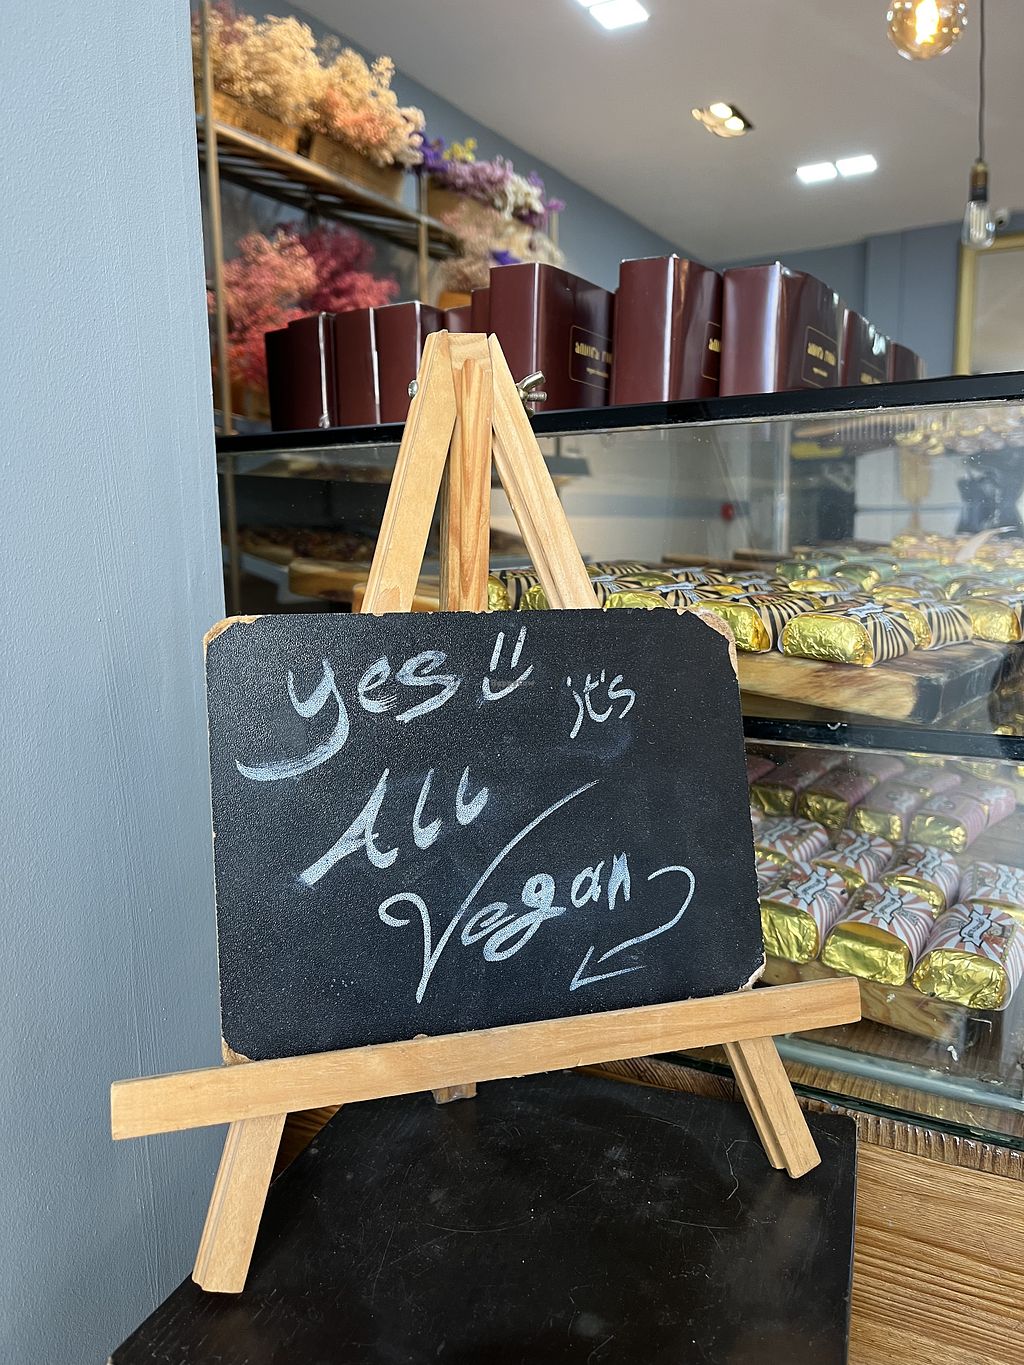 yes it's
All
Vegan